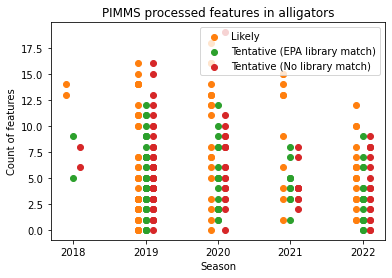 PIMMS processed features in alligators
Likely
Tentative (EPA library match)
Tentative (No library match)
Count of features
17.5
15.0
12.5
10.0
7.5
5.0
2.5
0.0
2018
2019
2020
2021
2022
Season